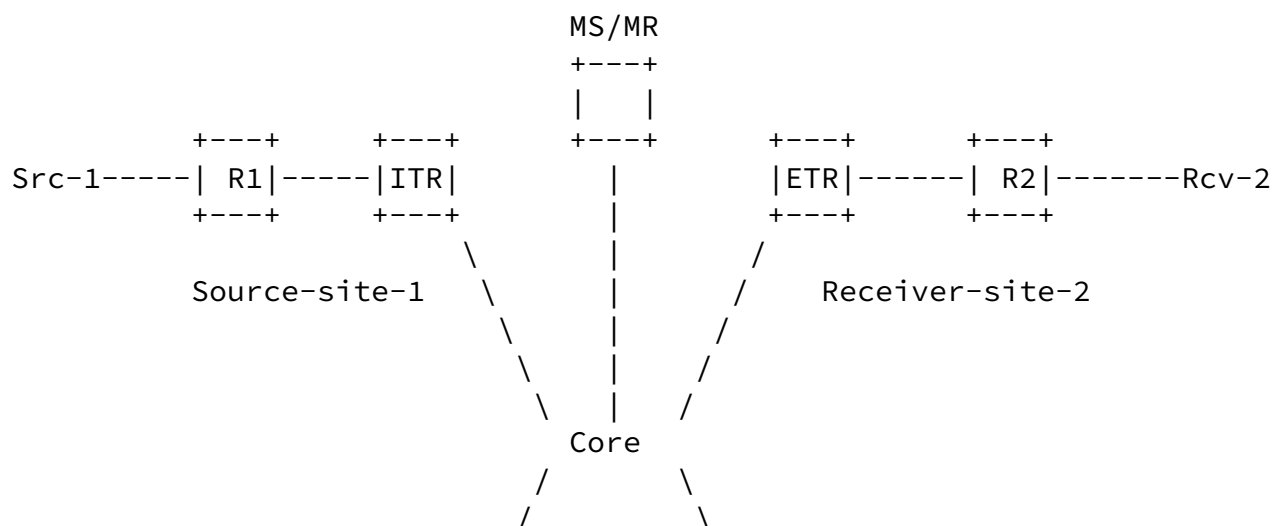 MS/MR
+---+
|   |
+---+      +---+             +---+              +---+       +---+
Src-1-----| R1|-----|ITR|          |          |ETR|------| R2|-------Rcv-2
+---+      +---+          |          +---+       +---+
\         |         /
Source-site-1   \        |        /   Receiver-site-2
\       |       /
\      |      /
\     |     /
\    |    /
Core
/     \
/       \